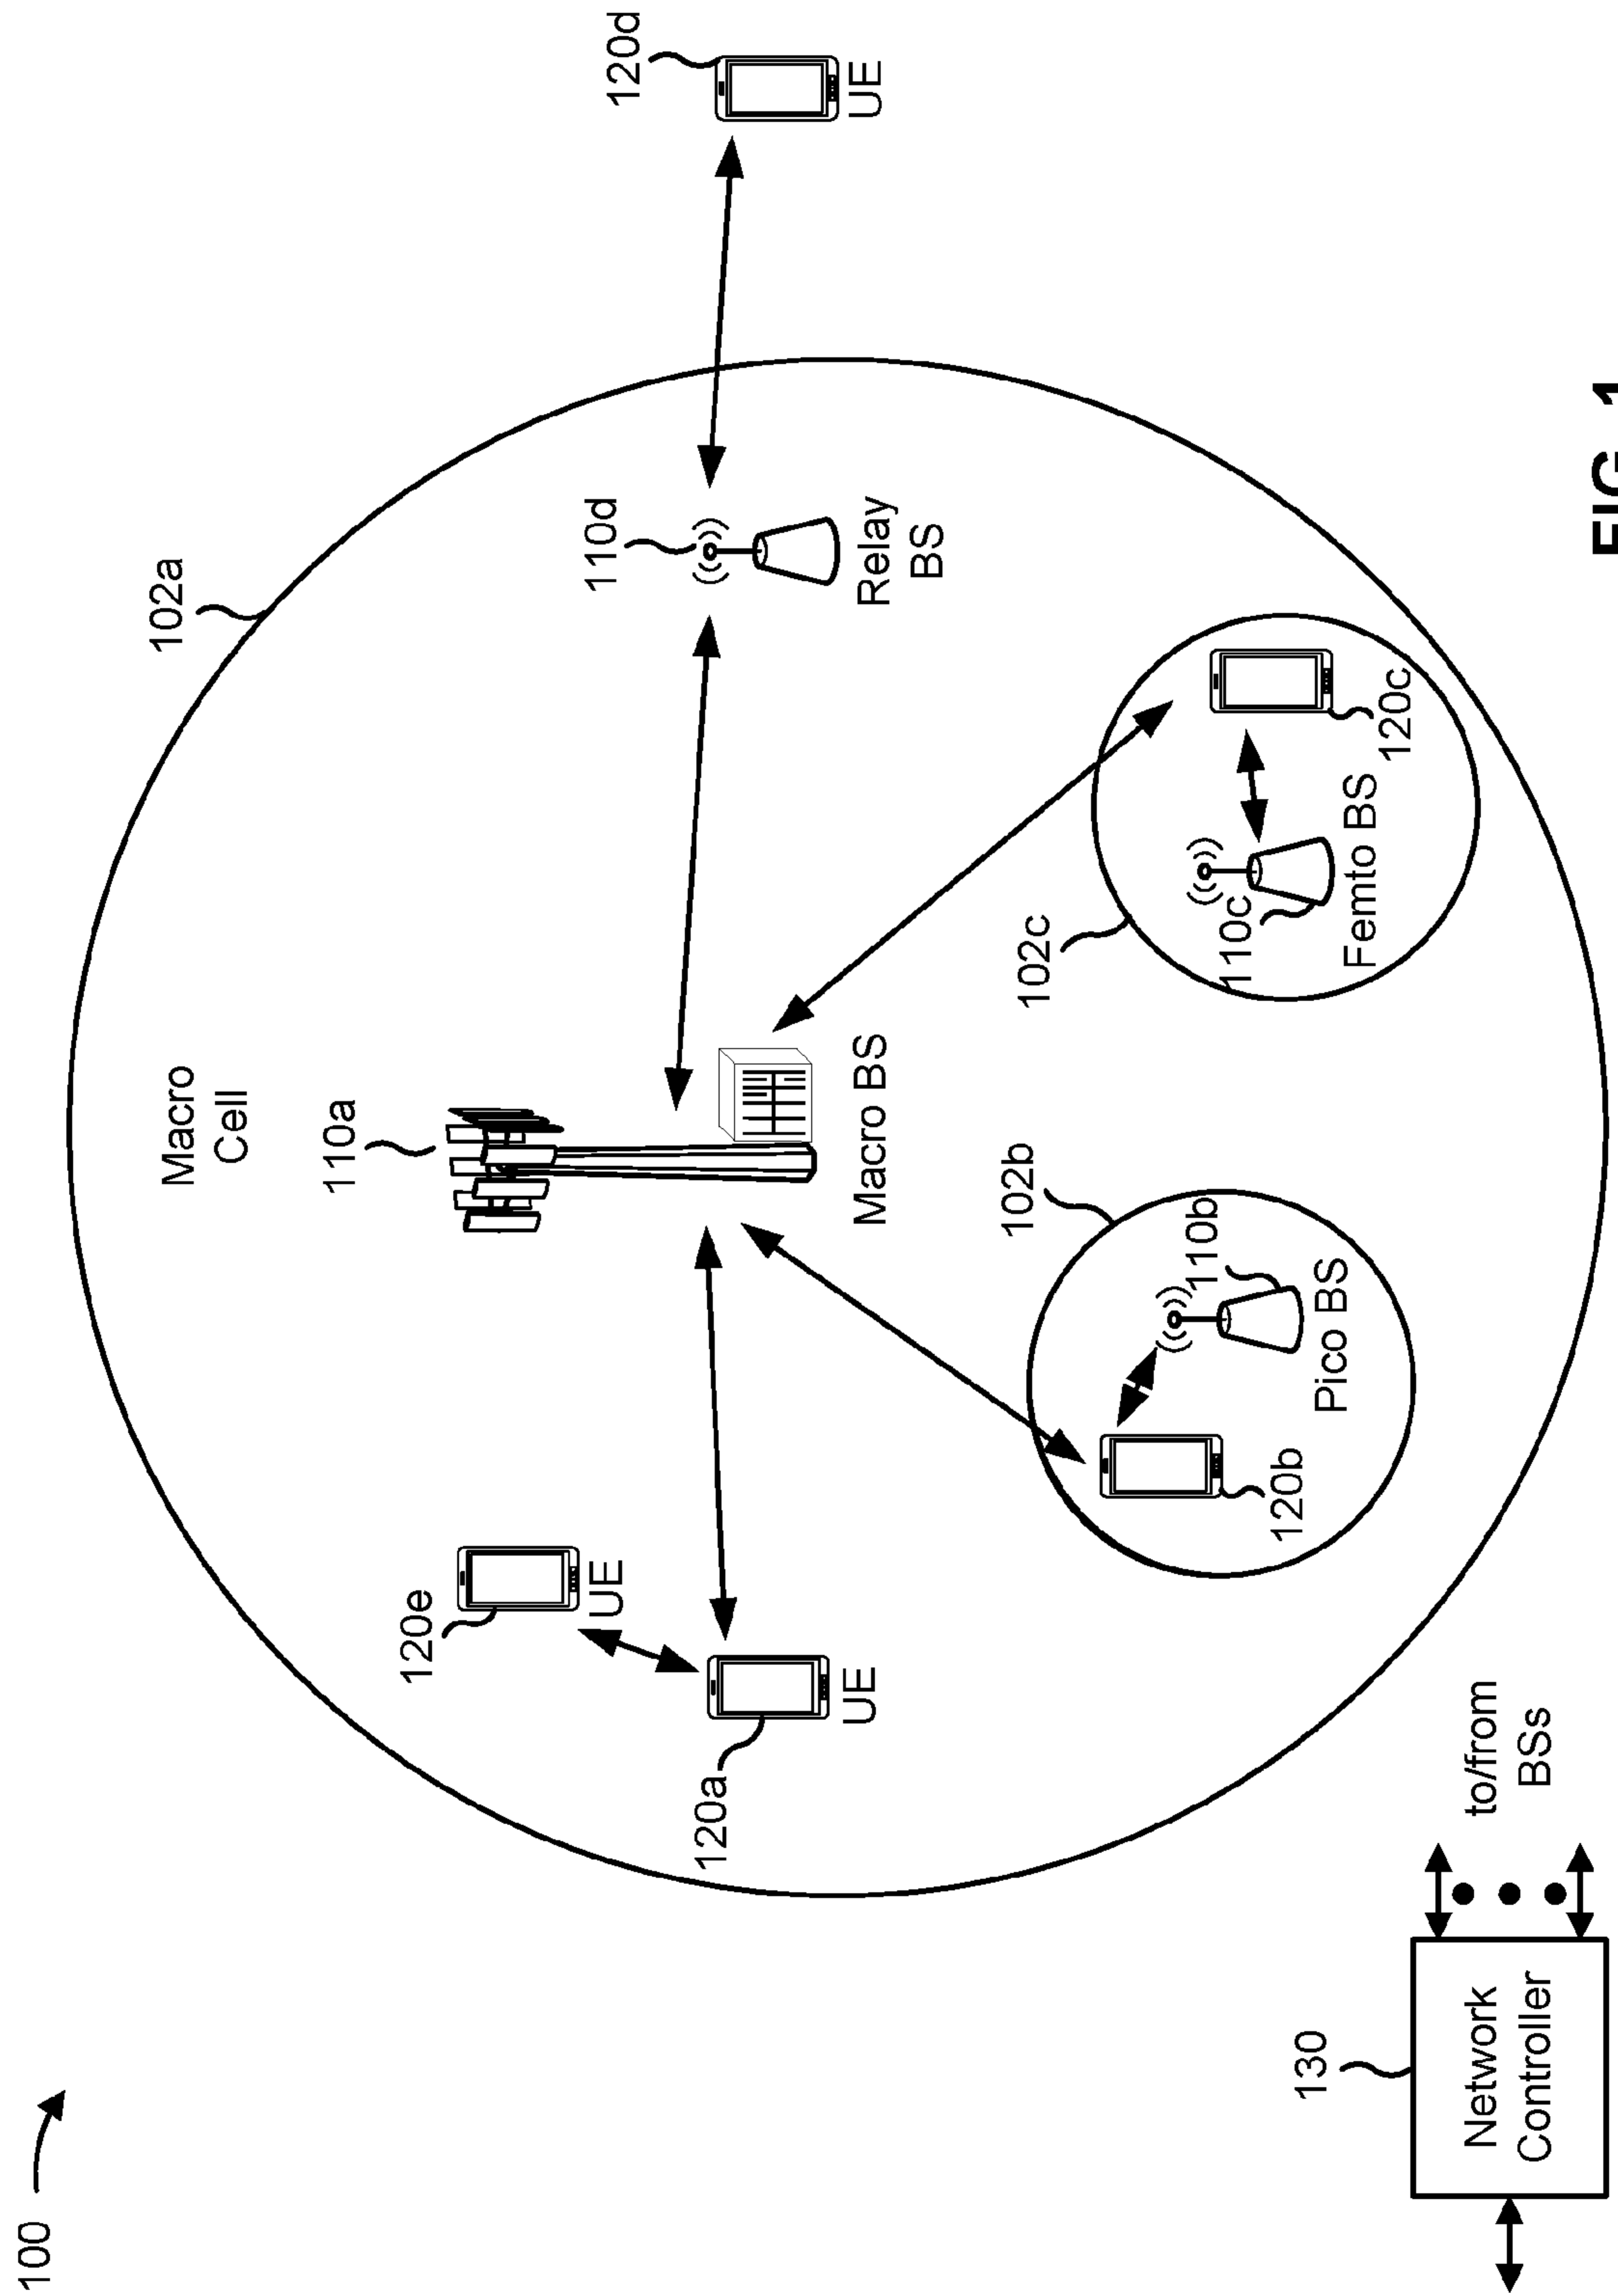 100
102a
Macro
Cell
110a
120d
UE
110d
Relay
BS
120e
UE
120a
UE
Macro BS
102b
110b
Pico BS
120b
102c
110c
Femto BS
120c
130
Network
Controller
to/from
BSs
FIG. 1